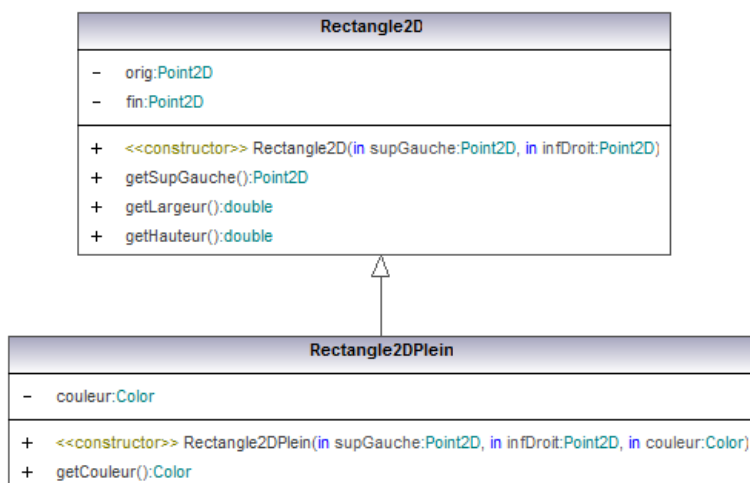 Rectangle2D
- orig:Point2D
- fin:Point2D
+ <<constructor>> Rectangle2D(in supGauche:Point2D, in infDroit:Point2D)
+ getSupGauche():Point2D
+ getLargeur():double
+ getHauteur():double
Rectangle2DPlein
- couleur:Color
+ <<constructor>> Rectangle2DPlein(in supGauche:Point2D, in infDroit:Point2D, in couleur:Color)
+ getCouleur():Color